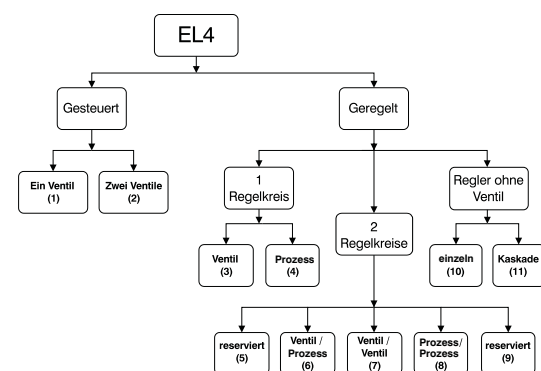 EL4
Gesteuert
Geregelt
Ein Ventil
(1)
Zwei Ventile
(2)
1
Regelkreis
Regler ohne
Ventil
2
Regelkreise
Ventil
(3)
Prozess
(4)
einzeln
(10)
Kaskade
(11)
reserviert
(5)
Ventil /
Prozess
(6)
Ventil /
Ventil
(7)
Prozess/
Prozess
(8)
reserviert
(9)